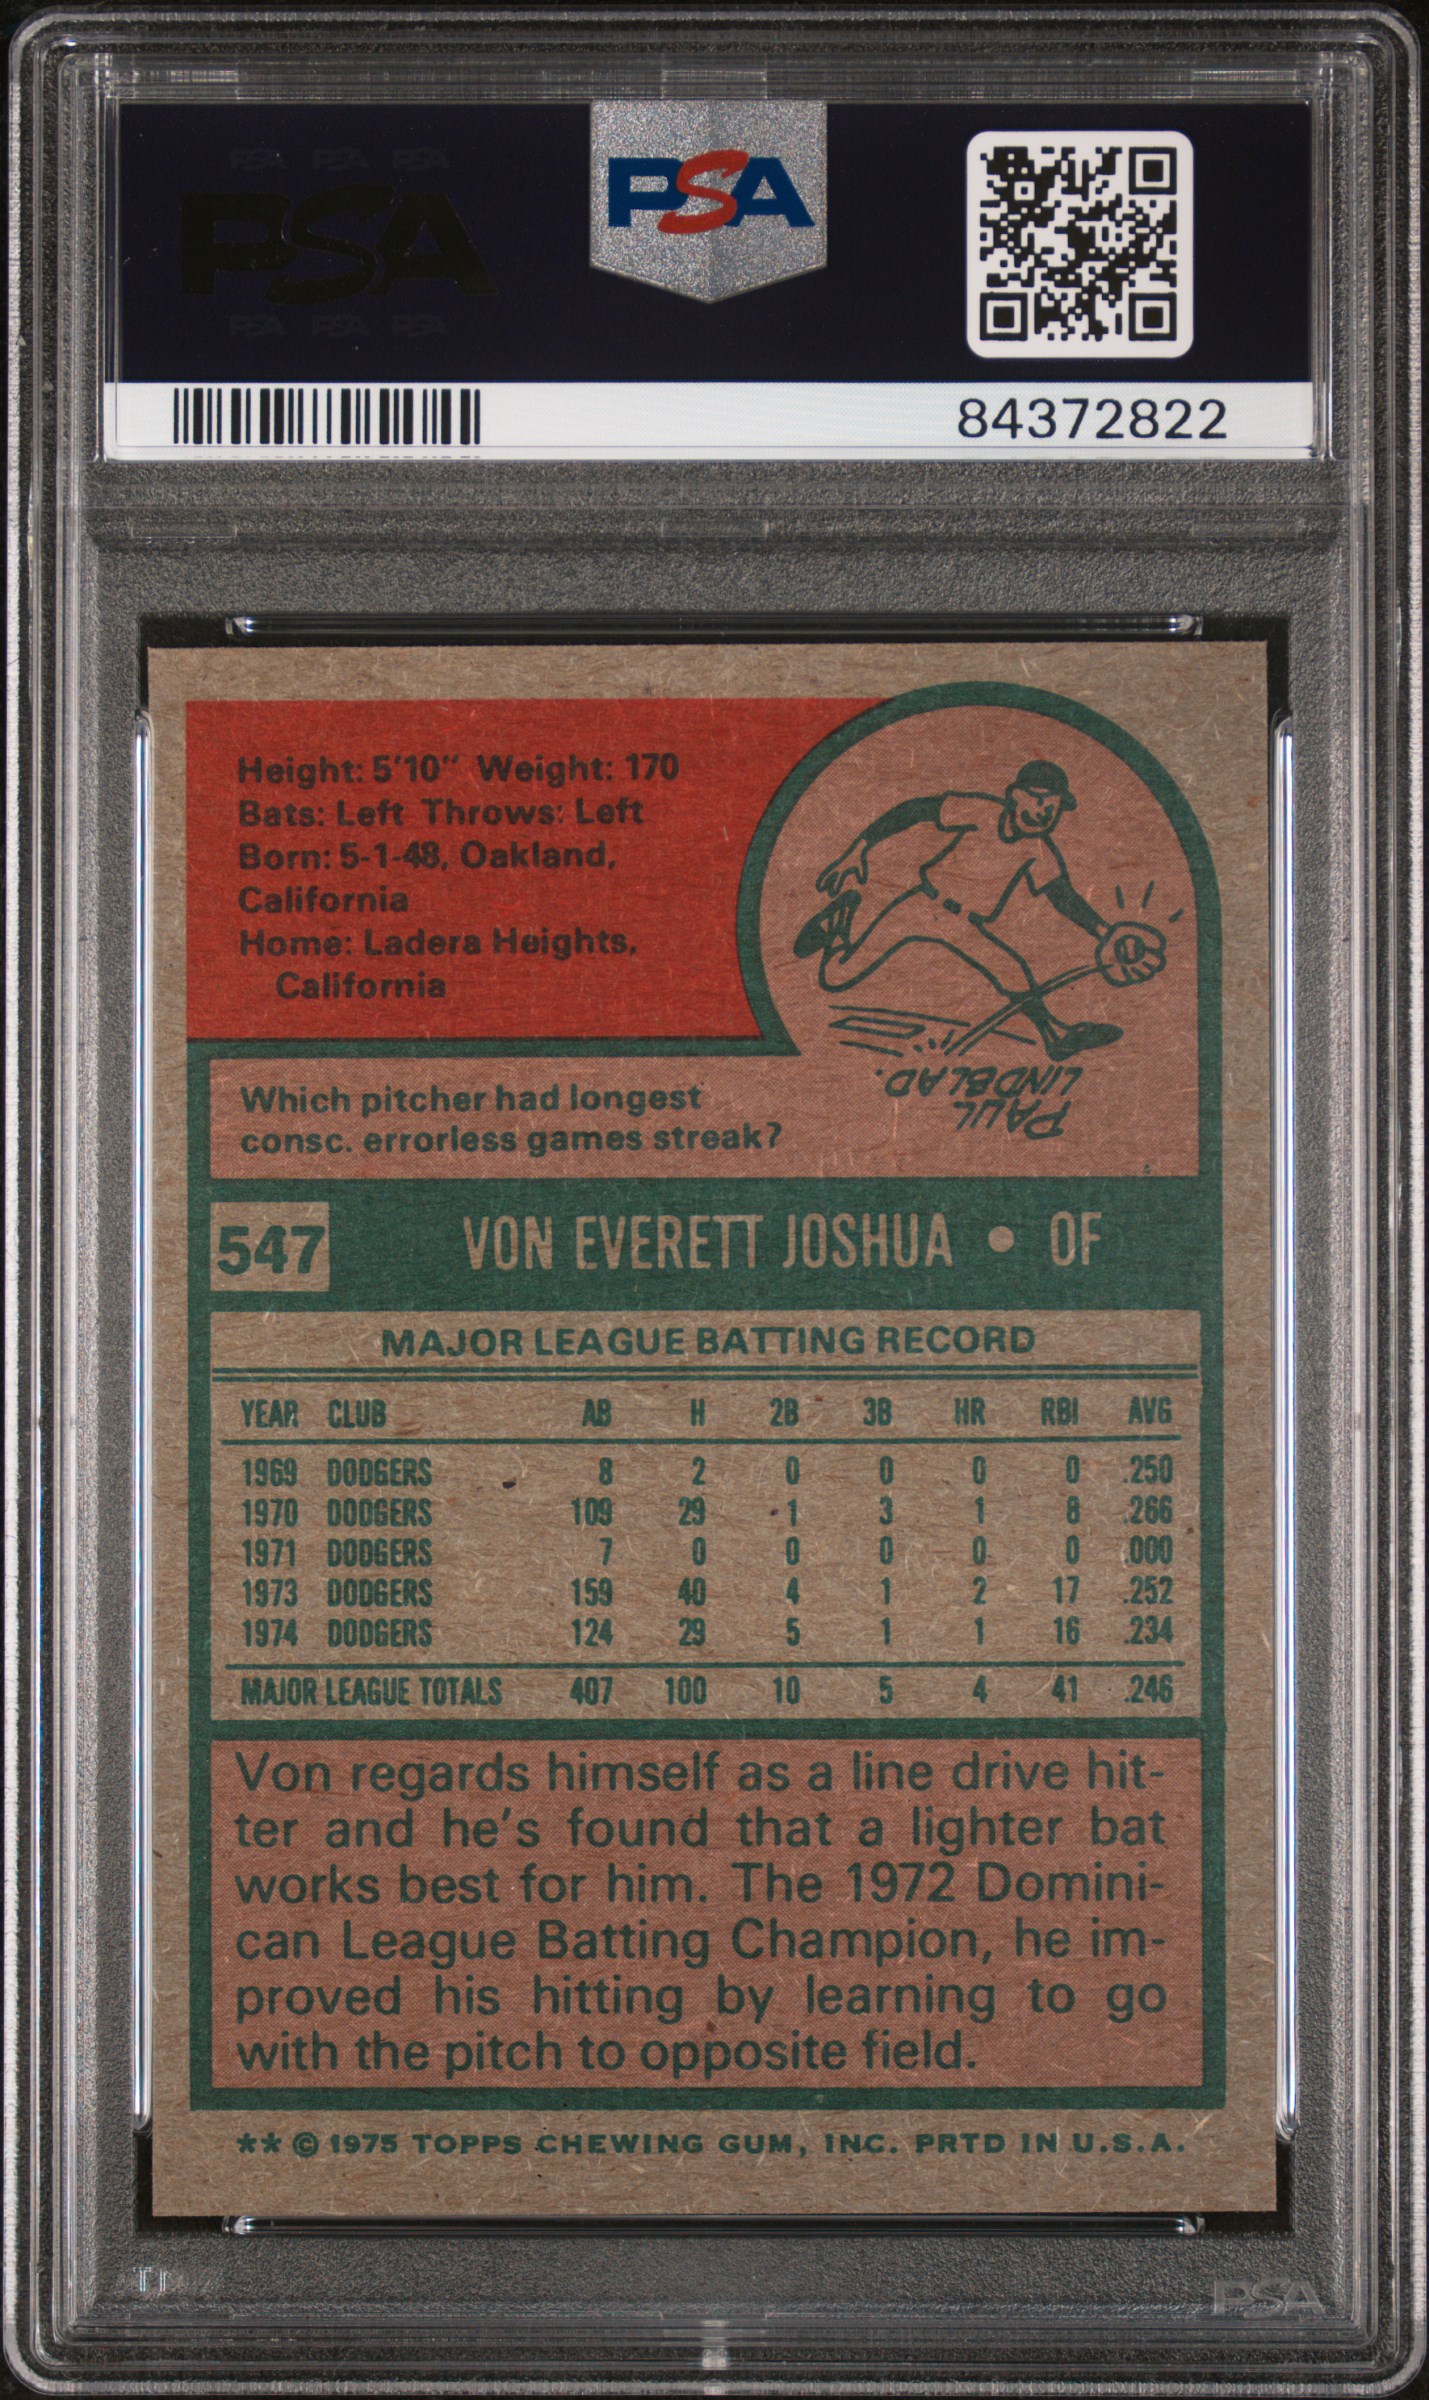 PSA PSA PSA
PSA
PSA PSA PSA
PSA
84372822
Height: 5'10" Weight: 170
Bats: Left Throws: Left
Born: 5-1-48, Oakland,
California
Home: Ladera Heights,
California
PAUL
LINDBLAD.
Which pitcher had longest
consc. errorless games streak?
547 VON EVERETT JOSHUA • OF
MAJOR LEAGUE BATTING RECORD
YEAR CLUB AB H 2B 3B HR RBI AVG
1969 DODGERS 8 2 0 0 0 0 .250
1970 DODGERS 109 29 1 3 1 8 .266
1971 DODGERS 7 0 0 0 0 0 .000
1973 DODGERS 159 40 4 1 2 17 .252
1974 DODGERS 124 29 5 1 1 16 .234
MAJOR LEAGUE TOTALS 407 100 10 5 4 41 .246
Von regards himself as a line drive hit-
ter and he's found that a lighter bat
works best for him. The 1972 Domini-
can League Batting Champion, he im-
proved his hitting by learning to go
with the pitch to opposite field.
** © 1975 TOPPS CHEWING GUM, INC. PRTD IN U.S.A.
PSA